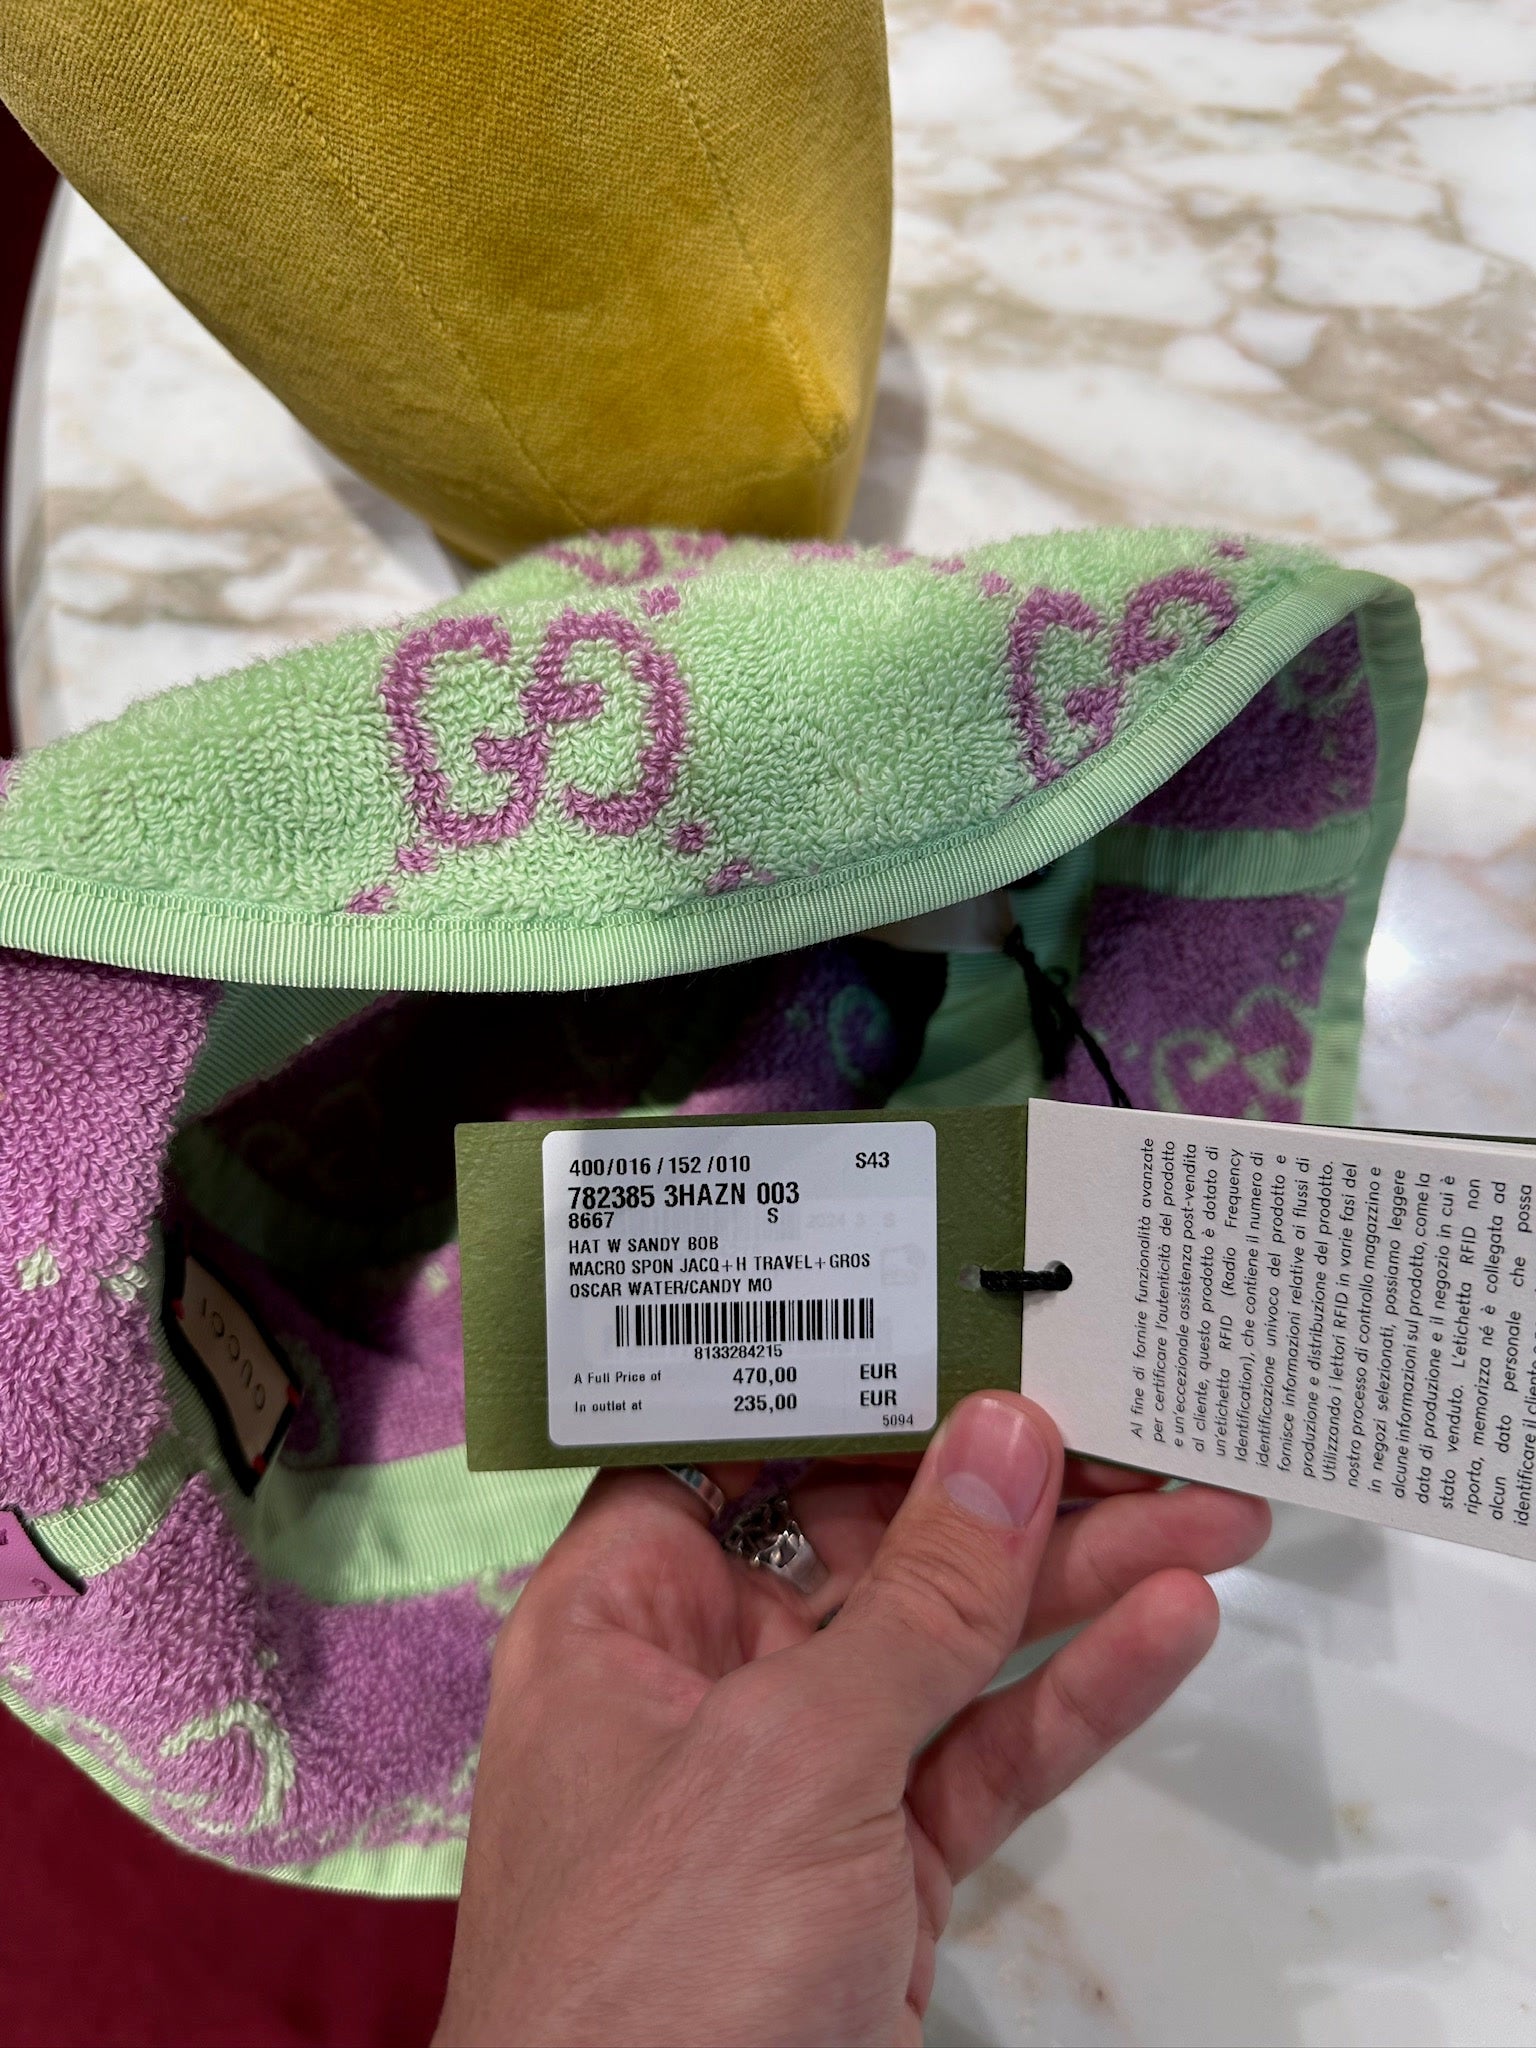 400/016/152/010 S43
782385 3HAZN 003
8667 S
HAT W SANDY BOB
MACRO SPON JACQ+H TRAVEL+GROS
OSCAR WATER/CANDY MO
8133284215
A Full Price of 470,00 EUR
In outlet at 235,00 EUR
5094
Al fine di fornire funzionalità avanzate
per certificare l'autenticità del prodotto
e un'eccezionale assistenza post-vendita
al cliente, questo prodotto è dotato di
un'etichetta RFID (Radio Frequency
Identification), che contiene il numero di
identificazione univoco del prodotto e
fornisce informazioni relative ai flussi di
produzione e distribuzione del prodotto.
Utilizzando i lettori RFID in varie fasi del
nostro processo di controllo magazzino e
in negozi selezionati, possiamo leggere
alcune informazioni sul prodotto, come la
data di produzione e il negozio in cui è
stato venduto. L'etichetta RFID non
riporta, memorizza né è collegata ad
alcun dato personale che possa
identificare il cliente
GUCCI